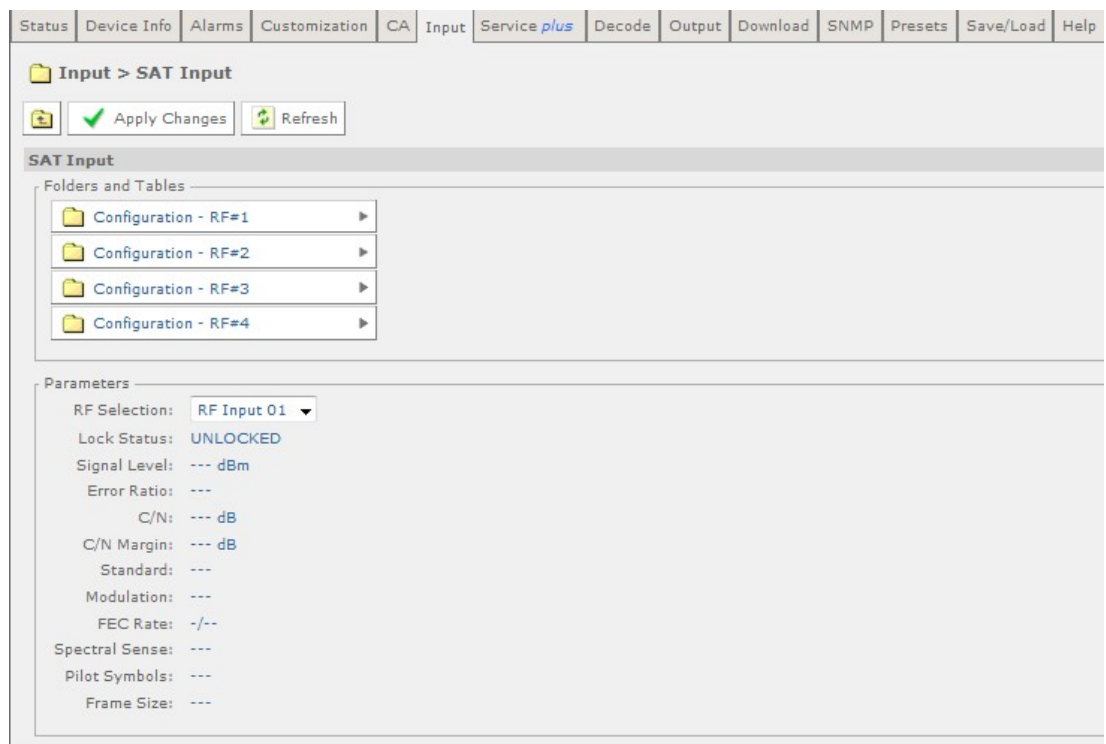 Status Device Info Alarms Customization CA Input Service plus Decode Output Download SNMP Presets Save/Load Help
Input > SAT Input
Apply Changes Refresh
SAT Input
Folders and Tables
Configuration - RF#1
Configuration - RF#2
Configuration - RF#3
Configuration - RF#4
Parameters
RF Selection: RF Input 01
Lock Status: UNLOCKED
Signal Level: --- dBm
Error Ratio: ---
C/N: --- dB
C/N Margin: --- dB
Standard: ---
Modulation: ---
FEC Rate: -/--
Spectral Sense: ---
Pilot Symbols: ---
Frame Size: ---